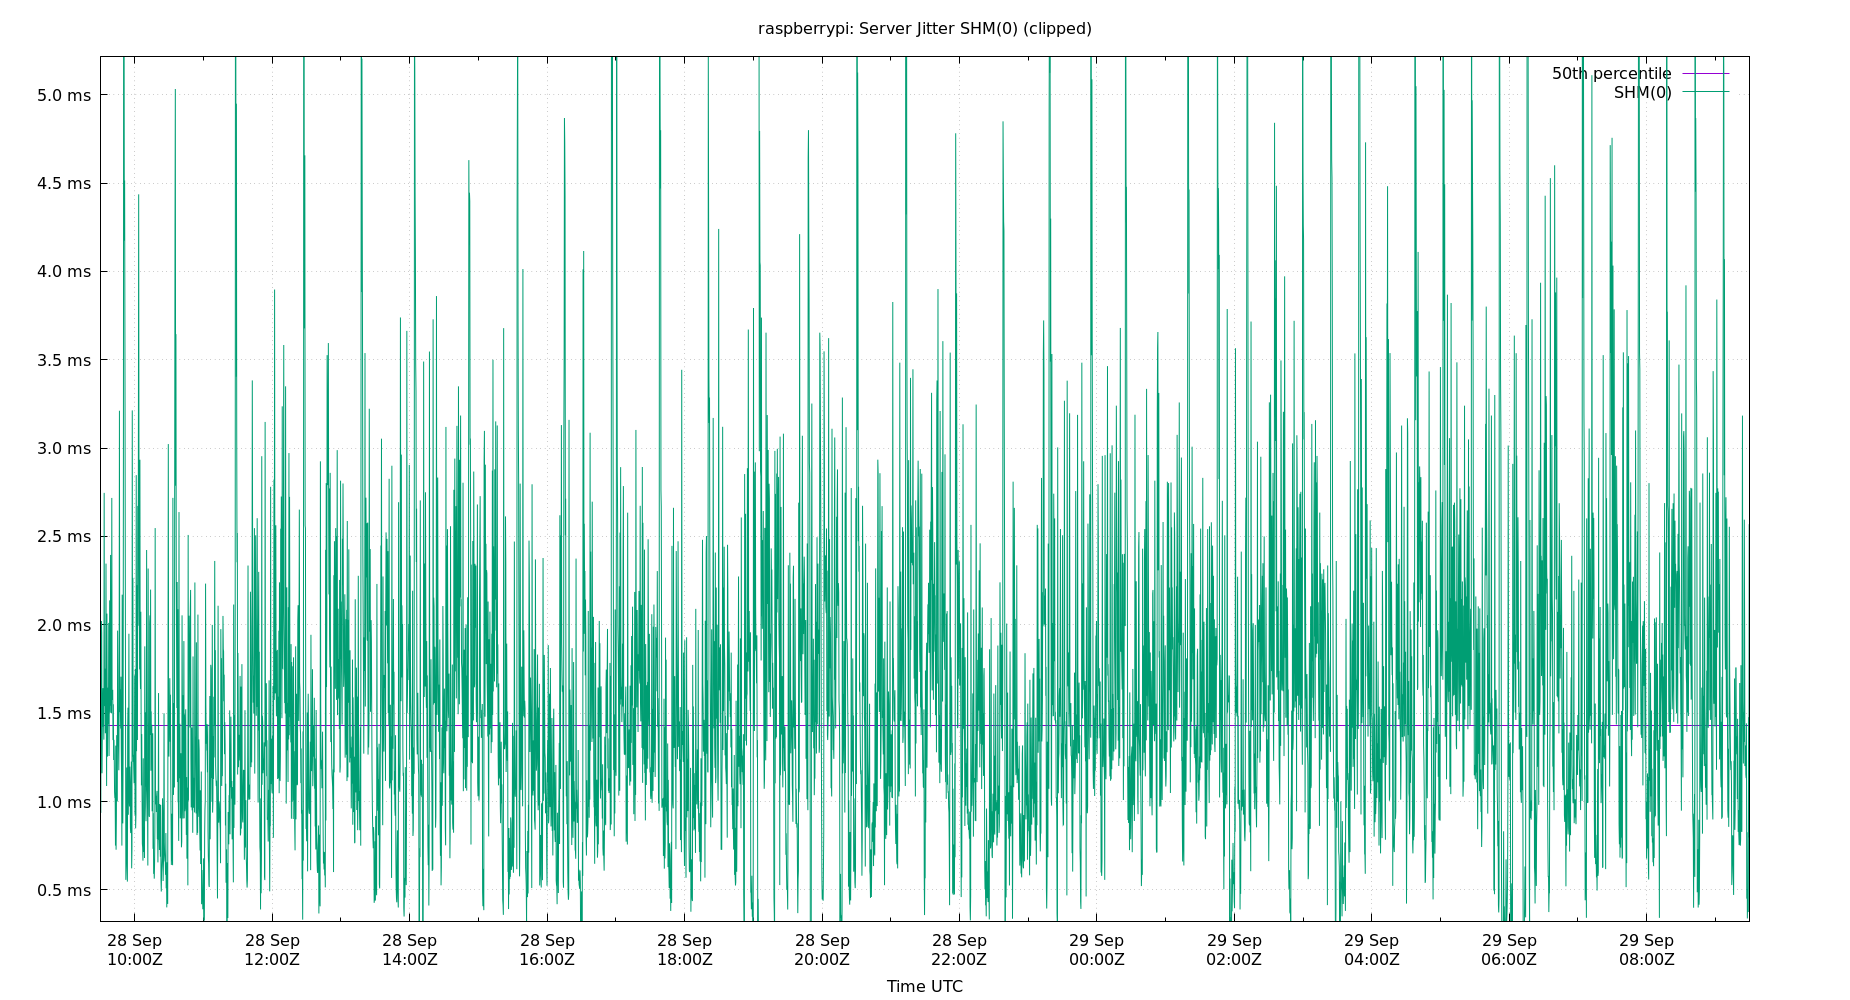 raspberrypi: Server Jitter SHM(0) (clipped)
50th percentile
SHM(0)
5.0 ms
4.5 ms
4.0 ms
3.5 ms
3.0 ms
2.5 ms
2.0 ms
1.5 ms
1.0 ms
0.5 ms
28 Sep 28 Sep 28 Sep 28 Sep 28 Sep 28 Sep 28 Sep 29 Sep 29 Sep 29 Sep 29 Sep 29 Sep
10:00Z 12:00Z 14:00Z 16:00Z 18:00Z 20:00Z 22:00Z 00:00Z 02:00Z 04:00Z 06:00Z 08:00Z
Time UTC